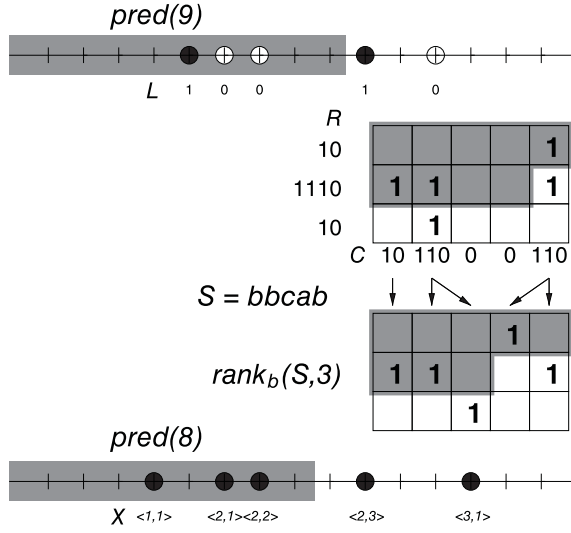 pred(9)
L 1 0 0 1 0
R
10 1
1110 1 1 1
10 1
C 10 110 0 0 110
S = bbcab
1
rank_b(S,3) 1 1 1
1
pred(8)
X <1,1> <2,1> <2,2> <2,3> <3,1>